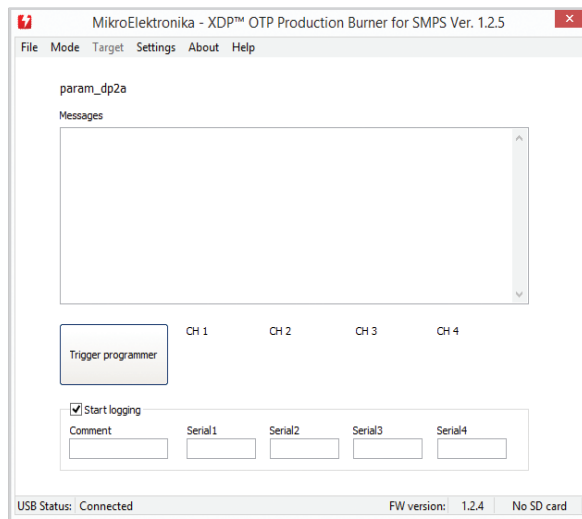 MikroElektronika - XDP™ OTP Production Burner for SMPS Ver. 1.2.5
File Mode Target Settings About Help
param_dp2a
Messages
Trigger programmer CH 1 CH 2 CH 3 CH 4
Start logging
Comment Serial1 Serial2 Serial3 Serial4
USB Status: Connected FW version: 1.2.4 No SD card